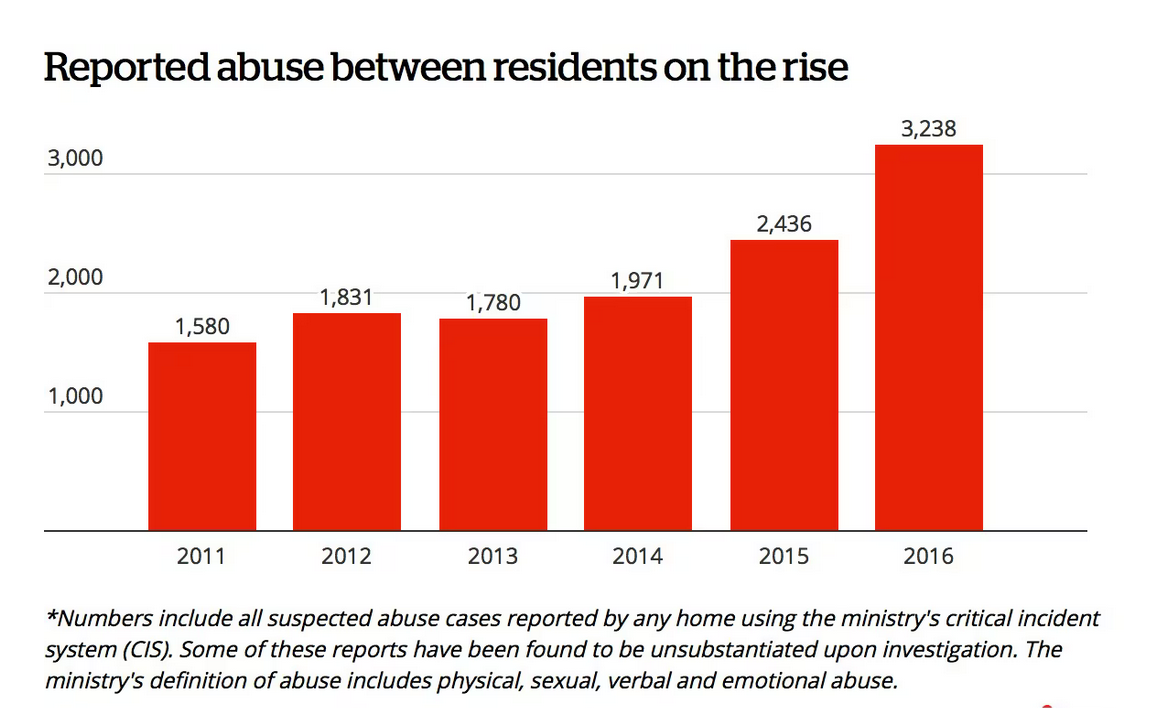 Reported abuse between residents on the rise
3,238
3,000
2,436
2,000
1,971
1,831
1,780
1,580
1,000
2011 2012 2013 2014 2015 2016
*Numbers include all suspected abuse cases reported by any home using the ministry's critical incident
system (CIS). Some of these reports have been found to be unsubstantiated upon investigation. The
ministry's definition of abuse includes physical, sexual, verbal and emotional abuse.